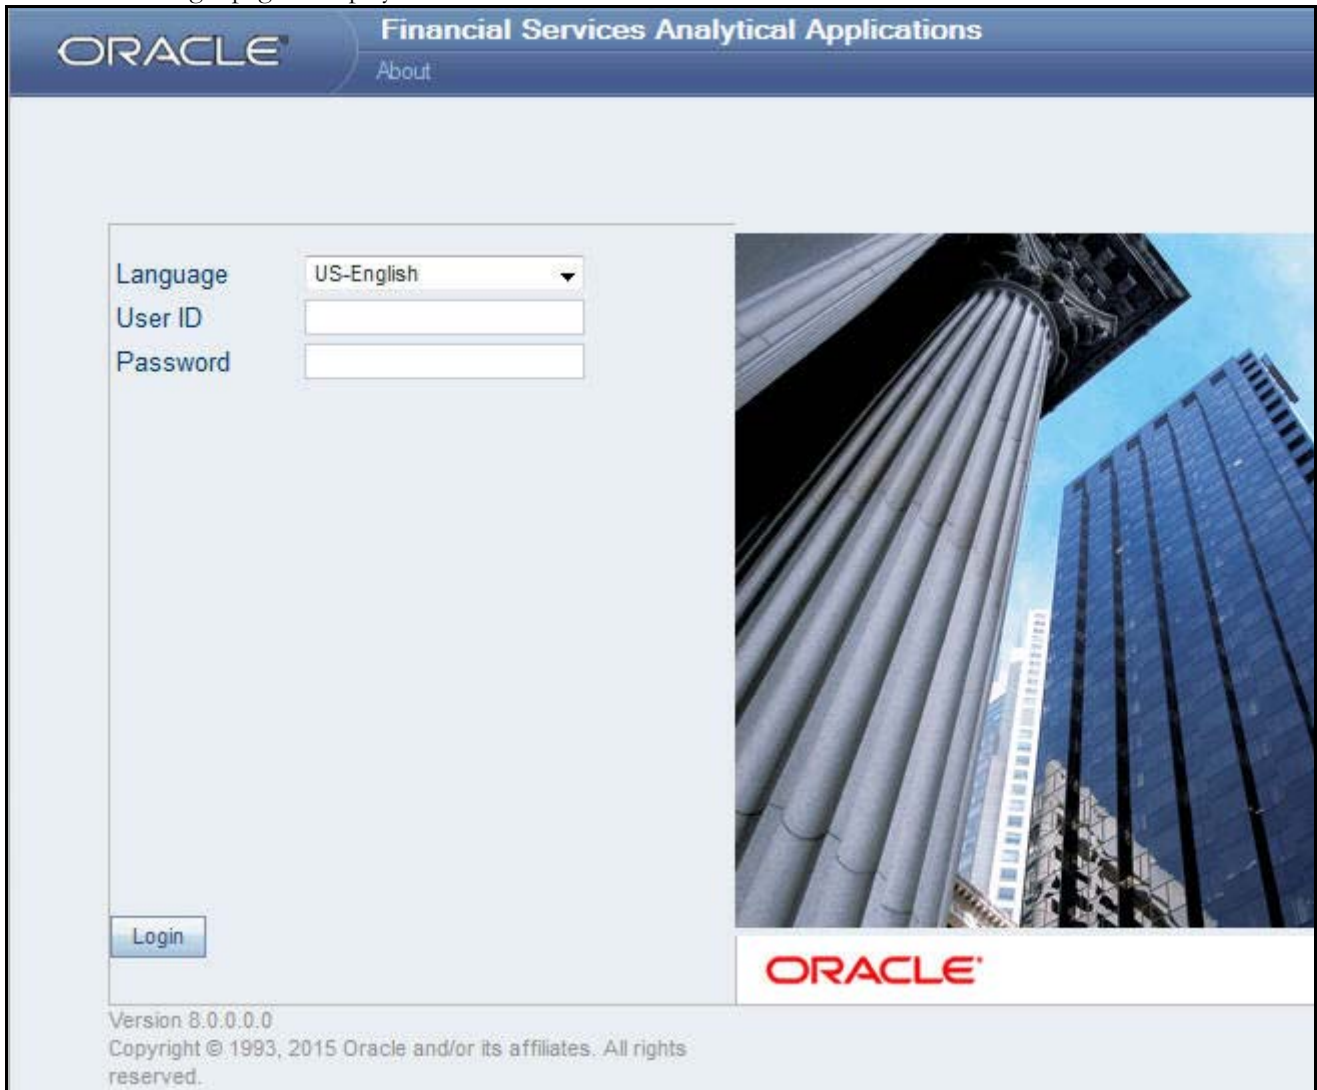 ORACLE
Financial Services Analytical Applications
About
Language US-English
User ID
Password
Login
ORACLE
Version 8.0.0.0.0
Copyright © 1993, 2015 Oracle and/or its affiliates. All rights
reserved.